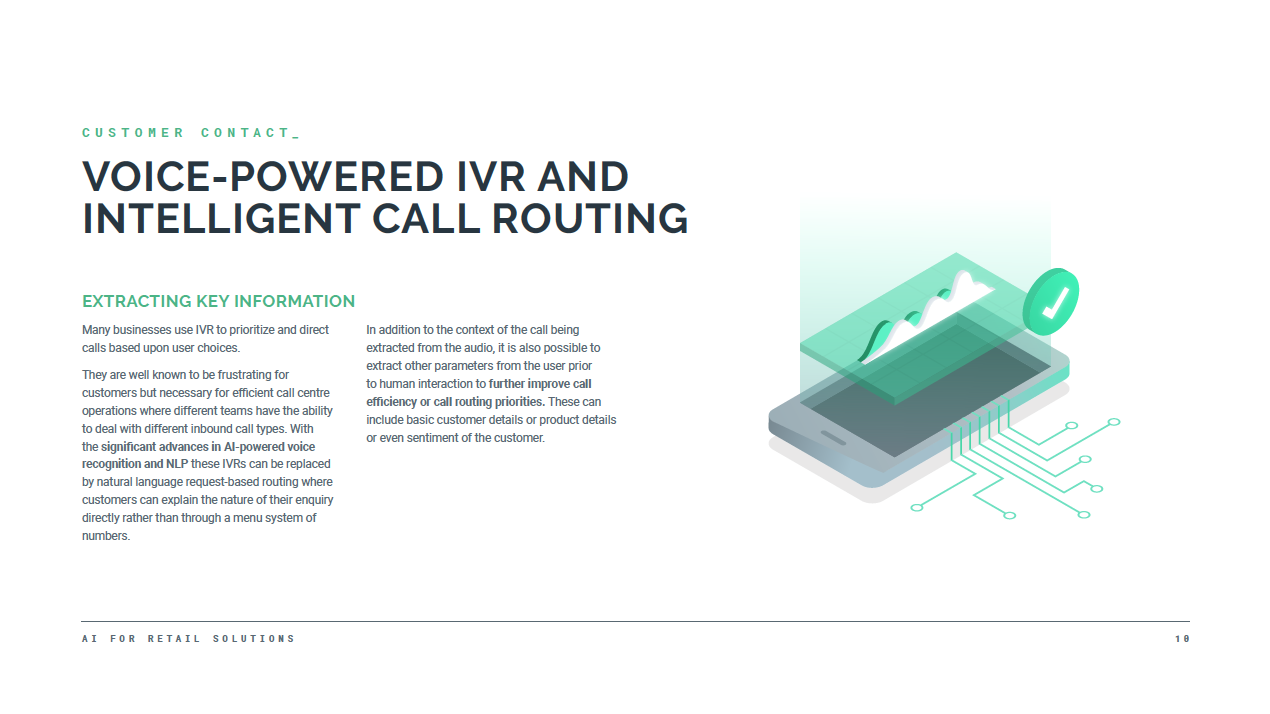 CUSTOMER CONTACT_
VOICE-POWERED IVR AND
INTELLIGENT CALL ROUTING
EXTRACTING KEY INFORMATION
Many businesses use IVR to prioritize and direct
calls based upon user choices.
They are well known to be frustrating for
customers but necessary for efficient call centre
operations where different teams have the ability
to deal with different inbound call types. With
the significant advances in AI-powered voice
recognition and NLP these IVRs can be replaced
by natural language request-based routing where
customers can explain the nature of their enquiry
directly rather than through a menu system of
numbers.
In addition to the context of the call being
extracted from the audio, it is also possible to
extract other parameters from the user prior
to human interaction to further improve call
efficiency or call routing priorities. These can
include basic customer details or product details
or even sentiment of the customer.
AI FOR RETAIL SOLUTIONS
10